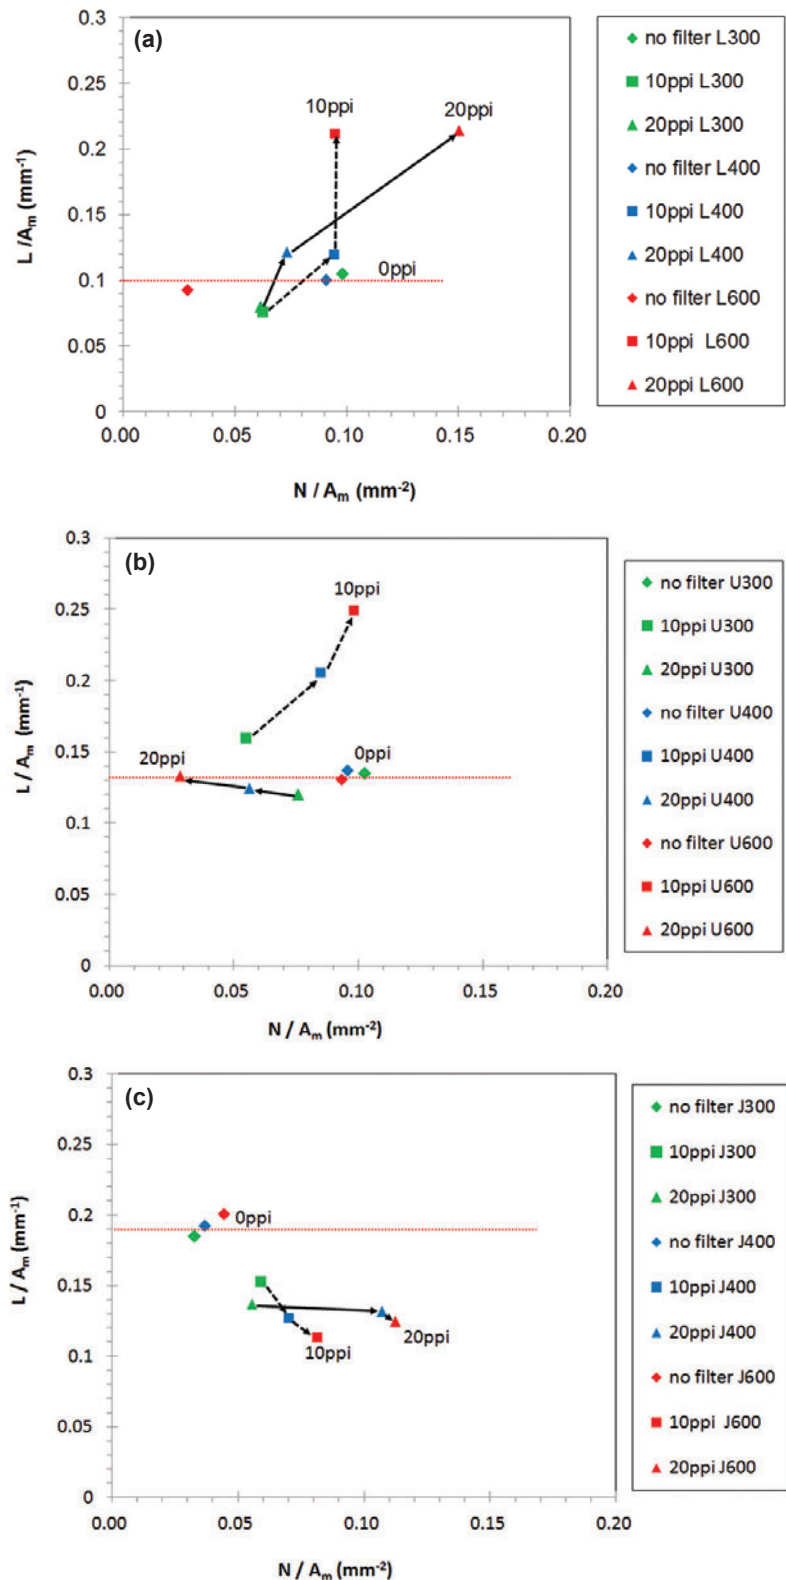 (a)
0.3
0.25
0.2
0.15
0.1
0.05
0
L /Aₘ (mm⁻¹)
10ppi
20ppi
0ppi
0.00 0.05 0.10 0.15 0.20
N / Aₘ (mm⁻²)
no filter L300
10ppi L300
20ppi L300
no filter L400
10ppi L400
20ppi L400
no filter L600
10ppi L600
20ppi L600
(b)
0.3
0.25
0.2
0.15
0.1
0.05
0
L / Aₘ (mm⁻¹)
10ppi
20ppi
0ppi
0.00 0.05 0.10 0.15 0.20
N / Aₘ (mm⁻²)
no filter U300
10ppi U300
20ppi U300
no filter U400
10ppi U400
20ppi U400
no filter U600
10ppi U600
20ppi U600
(c)
0.3
0.25
0.2
0.15
0.1
0.05
0
L / Aₘ (mm⁻¹)
0ppi
10ppi
20ppi
0.00 0.05 0.10 0.15 0.20
N / Aₘ (mm⁻²)
no filter J300
10ppi J300
20ppi J300
no filter J400
10ppi J400
20ppi J400
no filter J600
10ppi J600
20ppi J600